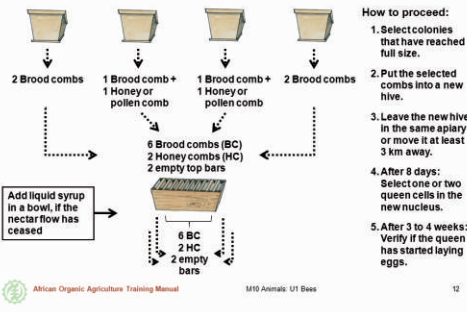 How to proceed:
1. Select colonies
that have reached
full size.
2. Put the selected
combs into a new
hive.
3. Leave the new hive
in the same apiary
or move it at least
3 km away.
4. After 8 days:
Select one or two
queen cells in the
new nucleus.
5. After 3 to 4 weeks:
Verify if the queen
has started laying
eggs.
2 Brood combs
1 Brood comb +
1 Honey or
pollen comb
1 Brood comb +
1 Honey or
pollen comb
2 Brood combs
6 Brood combs (BC)
2 Honey combs (HC)
2 empty top bars
Add liquid syrup
in a bowl, if the
nectar flow has
ceased
6 BC
2 HC
2 empty
bars
African Organic Agriculture Training Manual
M10 Animals: U1 Bees
12